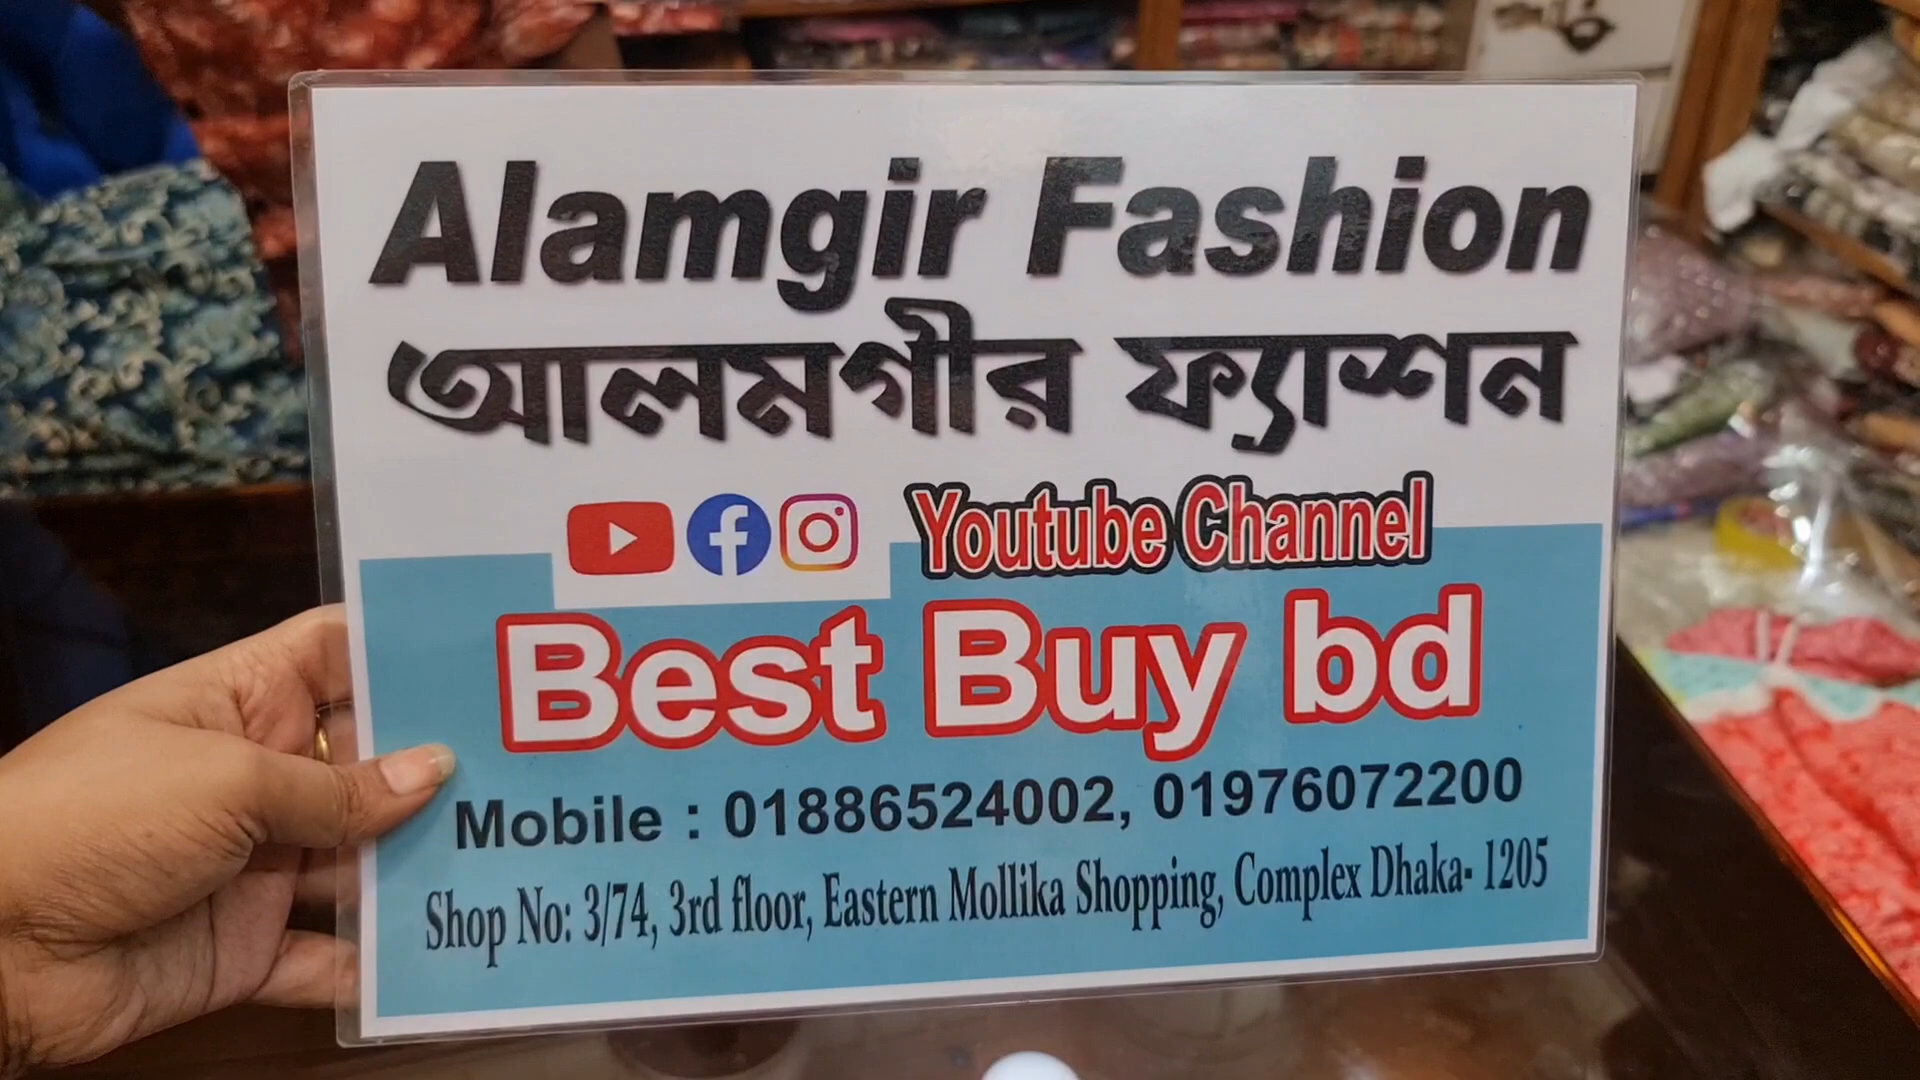 Alamgir Fashion
আলমগীর ফ্যাশন
Youtube Channel
Best Buy bd
Mobile : 01886524002, 01976072200
Shop No: 3/74, 3rd floor, Eastern Mollika Shopping, Complex Dhaka- 1205